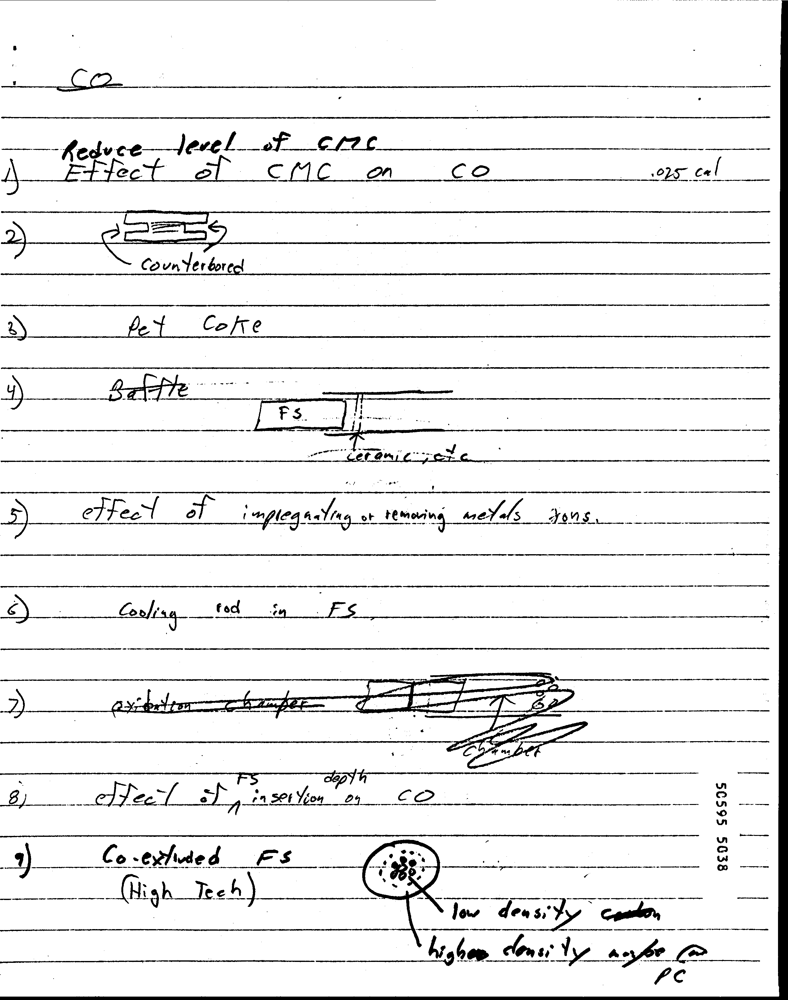 CO
Reduce level of CMC
1) Effect of CMC on CO .025 cal
2)
Counterbored
3) Pet Coke
4) Baffle
FS
ceramic, etc
5) effect of impregnating or removing metals ions.
6) Cooling rod in FS
7) oxidation chamber
chamber
8) effect of FS insertion depth on CO
9) Co-extruded FS
(High Tech)
low density
higher density maybe
PC
50595 5038